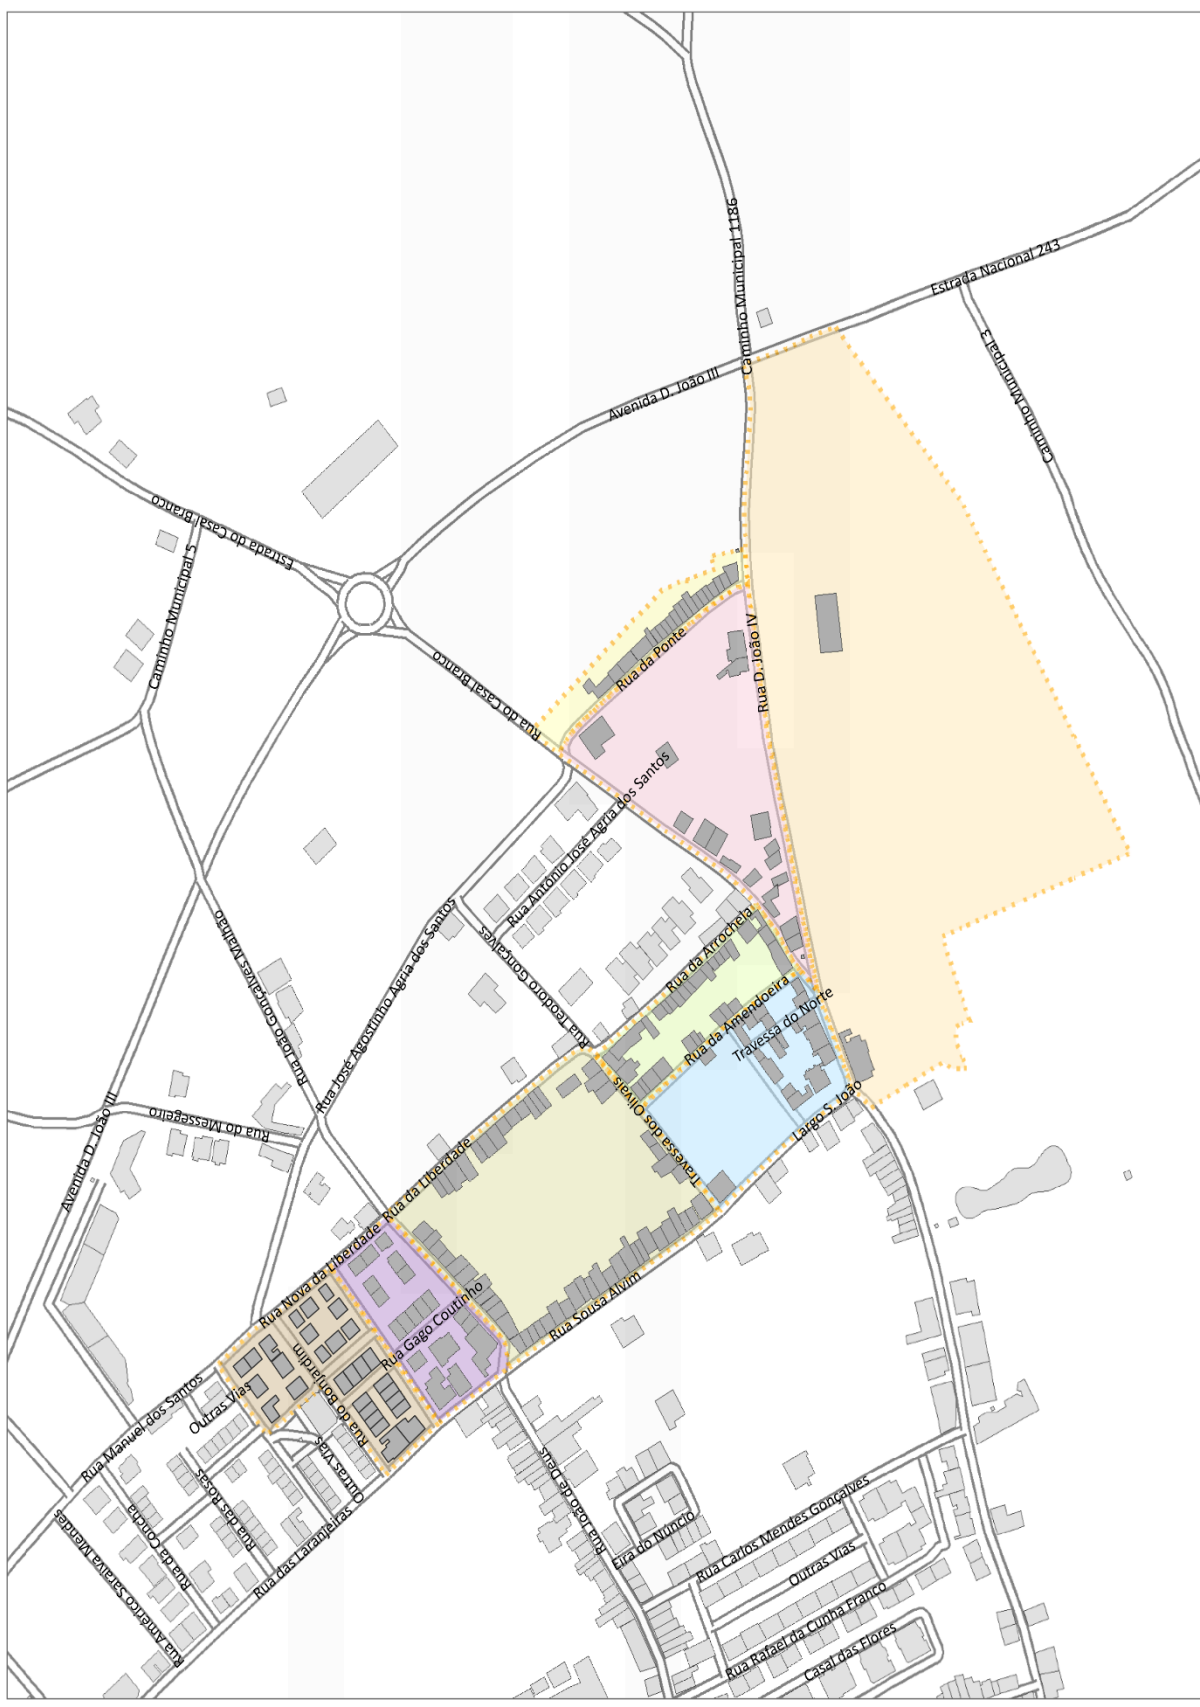 Caminho Municipal 1186
Estrada Nacional 243
Caminho Municipal 3
Avenida D. João III
Estrada do Casal Branco
Caminho Municipal 5
Rua da Ponte
Rua D. João IV
Rua do Casal Branco
Rua António José Agria dos Santos
Rua João Gonçalves Malhão
Rua José Agostinho Agria dos Santos
Rua Teodoro Gonçalves
Rua da Arrochela
Rua da Amendoeira
Travessa do Norte
Travessa dos Olivais
Largo S. João
Avenida D. João III
Rua do Messegeiro
Rua da Liberdade
Rua Nova da Liberdade
Rua Gago Coutinho
Rua Sousa Alvim
Rua do Bonjardim
Rua do
Rua Manuel dos Santos
Outras Vias
Outras Vias
Rua das Rosas
Rua da Concha
Rua Américo Saraiva Mendes
Rua das Laranjeiras
Rua João de Deus
Eira do Núncio
Rua Carlos Mendes Gonçalves
Outras Vias
Rua Rafael da Cunha Franco
Casal das Flores